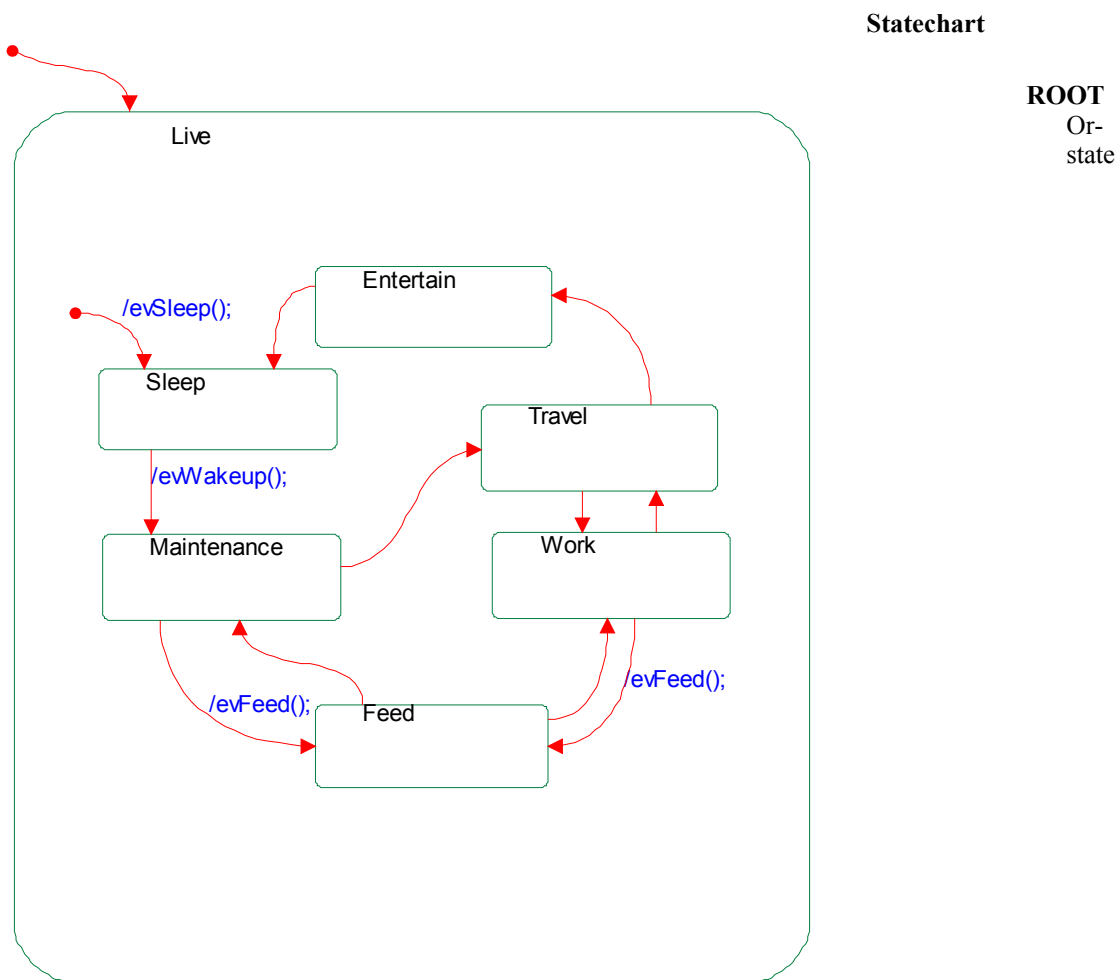 Statechart
ROOT
Or-
state
Live
Entertain
/evSleep();
Sleep
Travel
/evWakeup();
Maintenance
Work
/evFeed();
/evFeed();
Feed